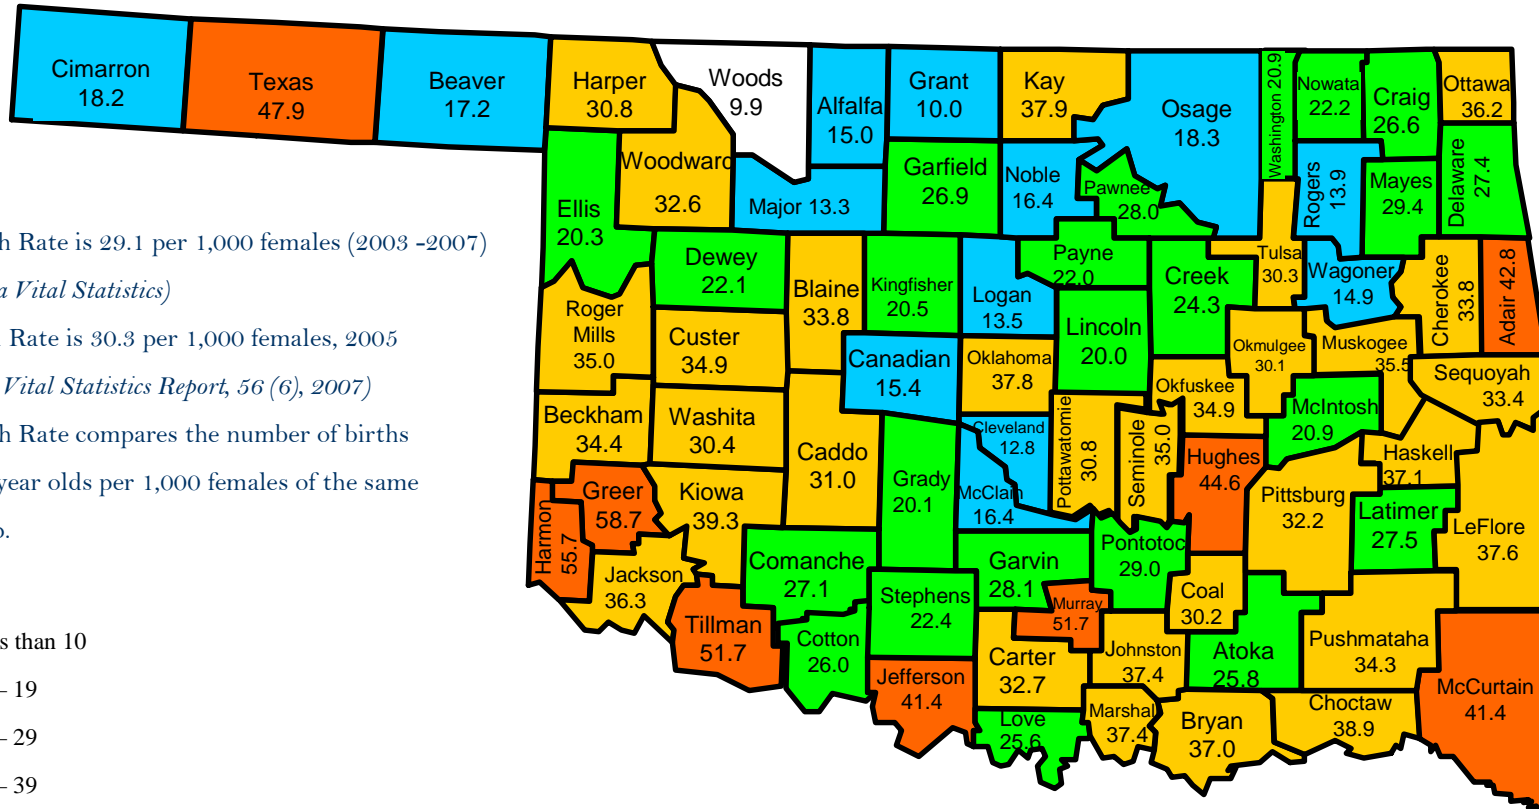 Cimarron
18.2
Texas
47.9
Beaver
17.2
Harper
30.8
Woods
9.9
Alfalfa
15.0
Grant
10.0
Kay
37.9
Osage
18.3
Washington 20.9
Nowata
22.2
Craig
26.6
Ottawa
36.2
Woodward
32.6
Major 13.3
Garfield
26.9
Noble
16.4
Pawnee
28.0
Rogers
13.9
Mayes
29.4
Delaware
27.4
Ellis
20.3
Dewey
22.1
Blaine
33.8
Kingfisher
20.5
Logan
13.5
Payne
22.0
Creek
24.3
Tulsa
30.3
Wagoner
14.9
Cherokee
33.8
Adair 42.8
h Rate is 29.1 per 1,000 females (2003 -2007)
a Vital Statistics)
Rate is 30.3 per 1,000 females, 2005
Vital Statistics Report, 56 (6), 2007)
h Rate compares the number of births
year olds per 1,000 females of the same
Roger
Mills
35.0
Custer
34.9
Canadian
15.4
Oklahoma
37.8
Lincoln
20.0
Okmulgee
30.1
Muskogee
35.5
Sequoyah
33.4
Beckham
34.4
Washita
30.4
Caddo
31.0
Grady
20.1
Cleveland
12.8
McClain
16.4
Pottawatomie
30.8
Seminole
35.0
Okfuskee
34.9
McIntosh
20.9
Hughes
44.6
Pittsburg
32.2
Haskell
37.1
Latimer
27.5
LeFlore
37.6
Harmon
55.7
Greer
58.7
Kiowa
39.3
Jackson
36.3
Tillman
51.7
Comanche
27.1
Cotton
26.0
Stephens
22.4
Jefferson
41.4
Garvin
28.1
Murray
51.7
Carter
32.7
Love
25.6
Pontotoc
29.0
Coal
30.2
Johnston
37.4
Marshal
37.4
Atoka
25.8
Bryan
37.0
Pushmataha
34.3
Choctaw
38.9
McCurtain
41.4
s than 10
– 19
– 29
– 39